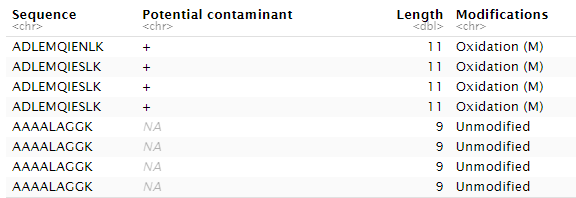 Sequence Potential contaminant Length Modifications
<chr> <chr> <dbl> <chr>
ADLEMQIENLK + 11 Oxidation (M)
ADLEMQIESLK + 11 Oxidation (M)
ADLEMQIESLK + 11 Oxidation (M)
ADLEMQIESLK + 11 Oxidation (M)
AAAALAGGK NA 9 Unmodified
AAAALAGGK NA 9 Unmodified
AAAALAGGK NA 9 Unmodified
AAAALAGGK NA 9 Unmodified